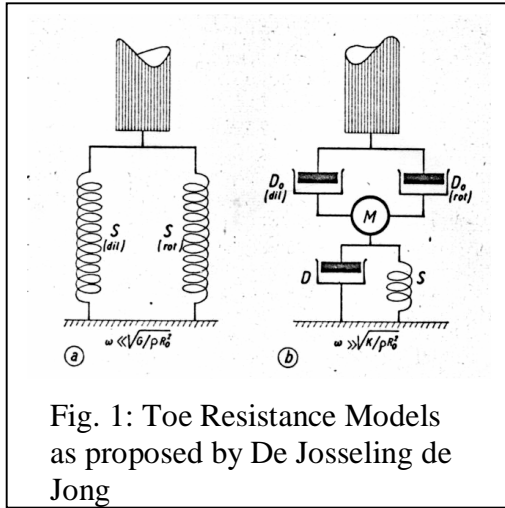 S
(dil)
S
(rot)
D₀
(dil)
D₀
(rot)
M
D
S
ω≪√G/ρR₀²
ω≫√K/ρR₀²
a
b
Fig. 1: Toe Resistance Models
as proposed by De Josseling de
Jong